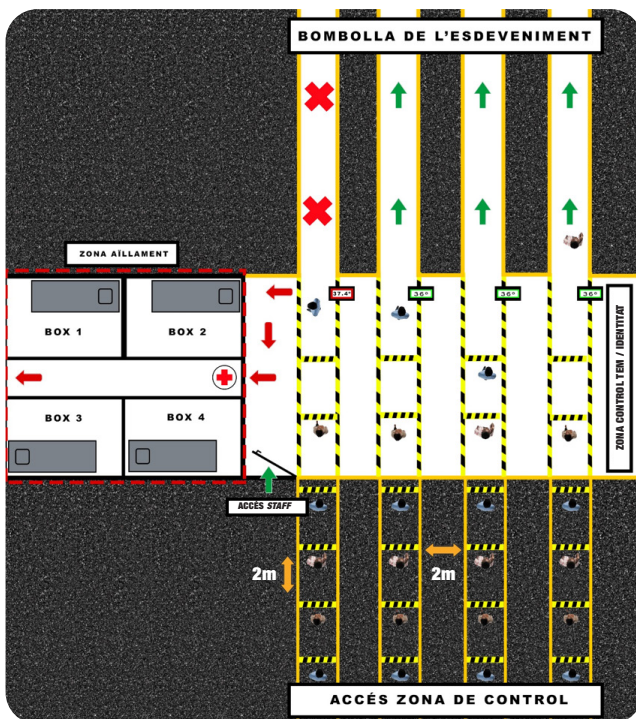 BOMBOLLA DE L'ESDEVENIMENT
ZONA AÏLLAMENT
37.4°
36°
36°
36°
BOX 1
BOX 2
BOX 3
BOX 4
ZONA CONTROL TEM / IDENTITAT
ACCÈS STAFF
2m
2m
ACCÉS ZONA DE CONTROL